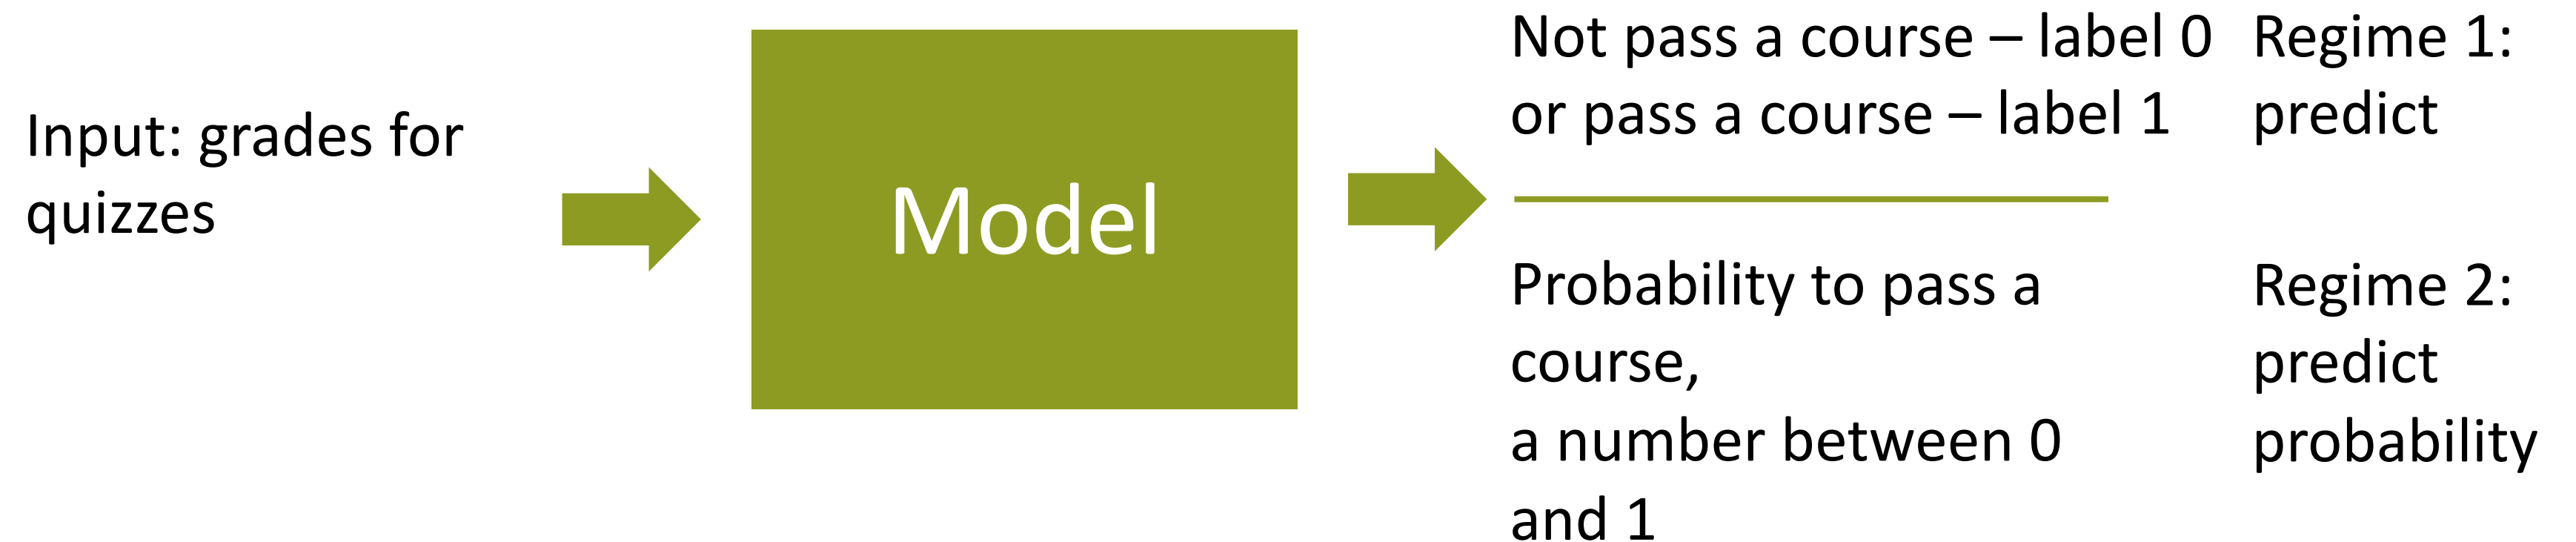 Input: grades for
quizzes
Model
Not pass a course – label 0
or pass a course – label 1
Regime 1:
predict
Probability to pass a
course,
a number between 0
and 1
Regime 2:
predict
probability